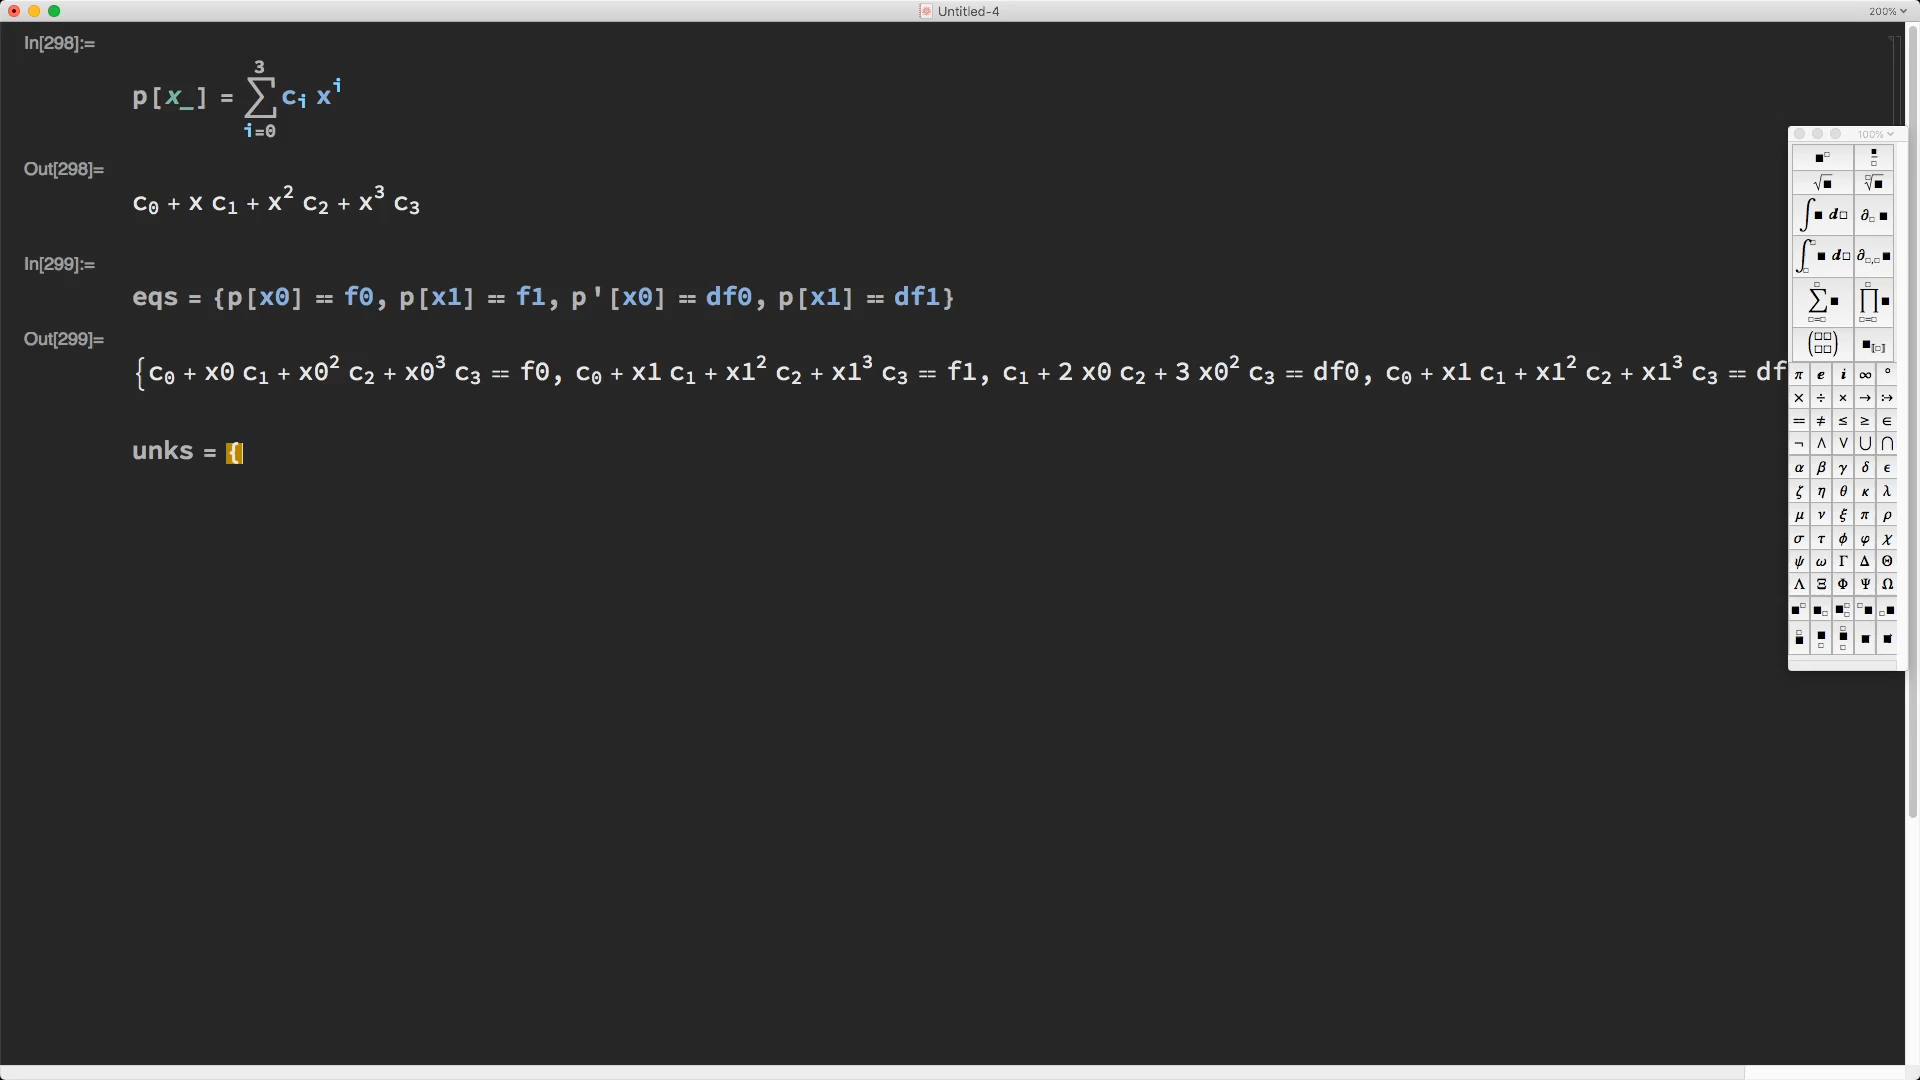 Untitled-4
200%
In[298]:=
p[x_] = ∑_{i=0}^{3} c_i x^i
Out[298]=
c₀ + x c₁ + x² c₂ + x³ c₃
In[299]:=
eqs = {p[x0] == f0, p[x1] == f1, p'[x0] == df0, p[x1] == df1}
Out[299]=
{c₀ + x0 c₁ + x0² c₂ + x0³ c₃ == f0, c₀ + x1 c₁ + x1² c₂ + x1³ c₃ == f1, c₁ + 2 x0 c₂ + 3 x0² c₃ == df0, c₀ + x1 c₁ + x1² c₂ + x1³ c₃ == df
unks = {
100%
■□ ■/□
√■ □√■
∫■ d□ ∂□ ■
∫□□ ■ d□ ∂□,□ ■
∑□=□□ ■ ∏□=□□ ■
(□□ □□) ■[[□]]
π e i ∞ °
× ÷ × → :→
== ≠ ≤ ≥ ∈
¬ ∧ ∨ ∪ ∩
α β γ δ ϵ
ζ η θ κ λ
μ ν ξ π ρ
σ τ ϕ φ χ
ψ ω Γ Δ Θ
Λ Ξ Φ Ψ Ω